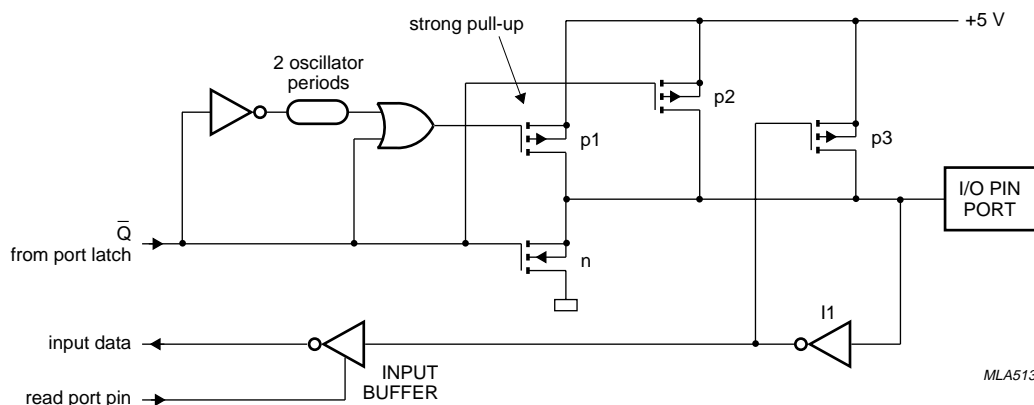 strong pull-up
+5 V
2 oscillator
periods
p2
p1
p3
I/O PIN
PORT
Q̅
from port latch
n
I1
input data
INPUT
BUFFER
MLA513
read port pin